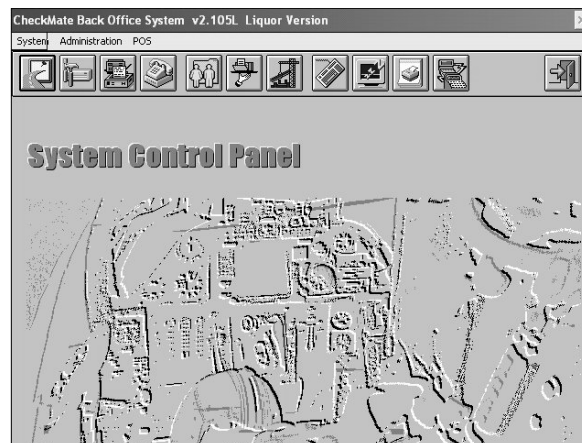 CheckMate Back Office System v2.105L Liquor Version
System Administration POS
System Control Panel